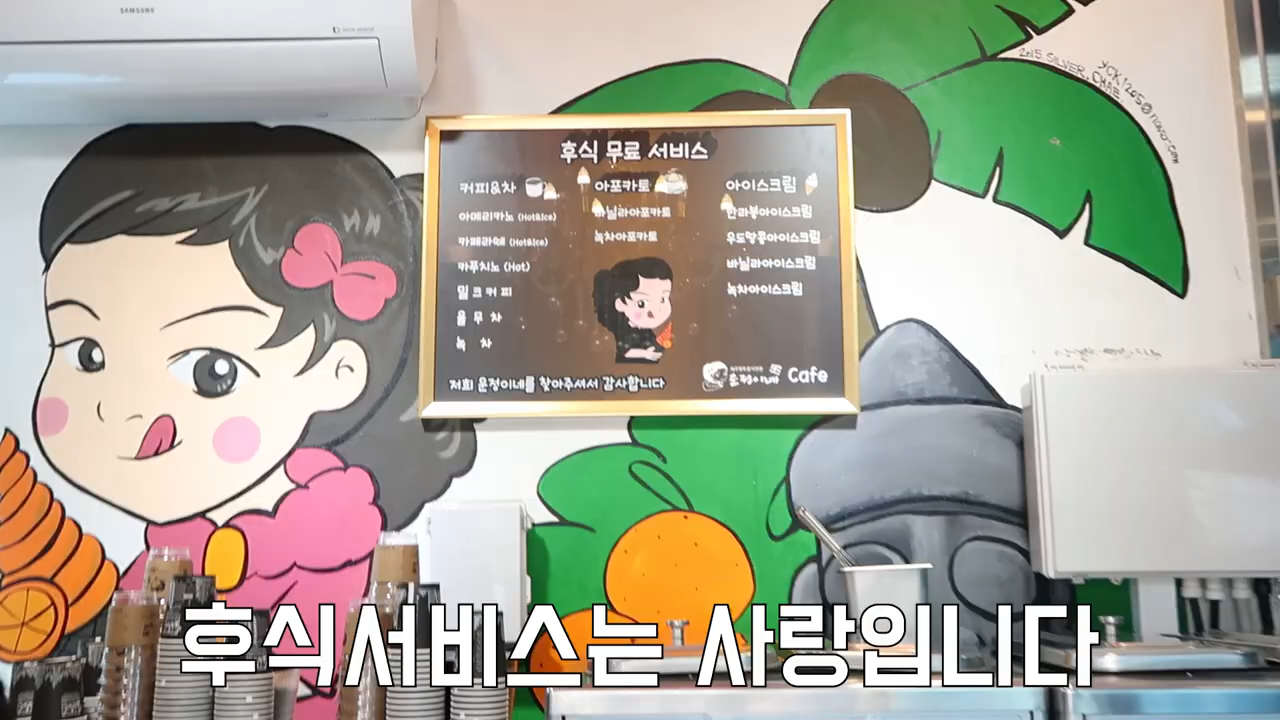 SAMSUNG
2015. SILVER. CHAE.
후식 무료 서비스
커피&차
아메리카노 (Hot&Ice)
카페라떼 (Hot&Ice)
카푸치노 (Hot)
밀크커피
율무차
녹차
아포카토
바닐라아포카토
녹차아포카토
아이스크림
한라봉아이스크림
우도땅콩아이스크림
바닐라아이스크림
녹차아이스크림
저희 운정이네를 찾아주셔서 감사합니다
운정이네 Cafe
후식서비스는 사랑입니다